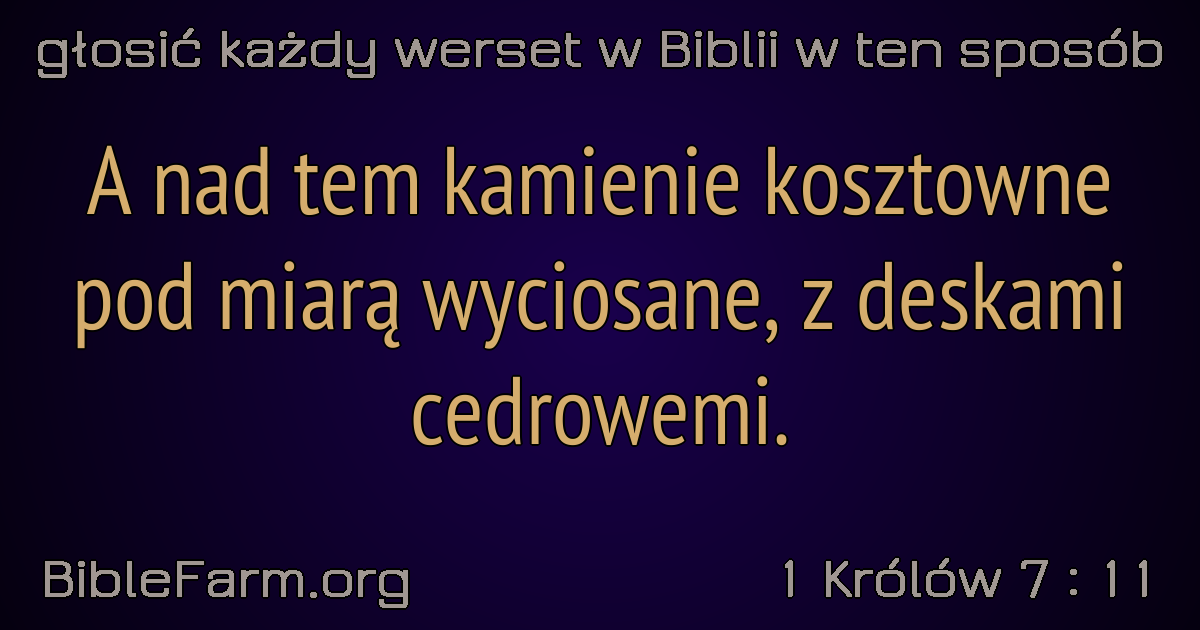 głosić każdy werset w Biblii w ten sposób
A nad tem kamienie kosztowne
pod miarą wyciosane, z deskami
cedrowemi.
BibleFarm.org
1 Królów 7 : 11